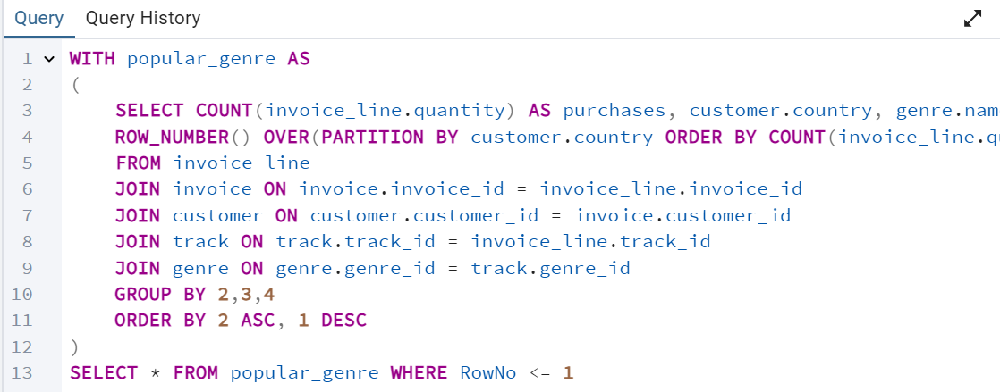 Query Query History
1 WITH popular_genre AS
2 (
3 SELECT COUNT(invoice_line.quantity) AS purchases, customer.country, genre.nam
4 ROW_NUMBER() OVER(PARTITION BY customer.country ORDER BY COUNT(invoice_line.q
5 FROM invoice_line
6 JOIN invoice ON invoice.invoice_id = invoice_line.invoice_id
7 JOIN customer ON customer.customer_id = invoice.customer_id
8 JOIN track ON track.track_id = invoice_line.track_id
9 JOIN genre ON genre.genre_id = track.genre_id
10 GROUP BY 2,3,4
11 ORDER BY 2 ASC, 1 DESC
12 )
13 SELECT * FROM popular_genre WHERE RowNo <= 1